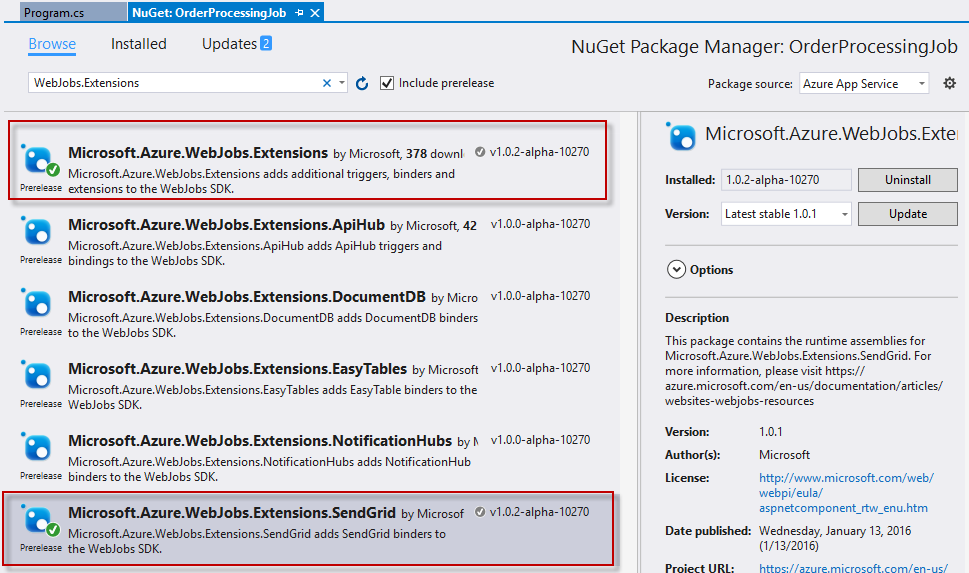 Program.cs
NuGet: OrderProcessingJob
Browse
Installed
Updates 2
NuGet Package Manager: OrderProcessingJob
WebJobs.Extensions
Include prerelease
Package source: Azure App Service
Microsoft.Azure.WebJobs.Extensions by Microsoft, 378 downl v1.0.2-alpha-10270
Microsoft.Azure.WebJobs.Extensions adds additional triggers, binders and
Prerelease extensions to the WebJobs SDK.
Microsoft.Azure.WebJobs.Extensions.ApiHub by Microsoft, 42 v1.0.0-alpha-10270
Microsoft.Azure.WebJobs.Extensions.ApiHub adds ApiHub triggers and
Prerelease bindings to the WebJobs SDK.
Microsoft.Azure.WebJobs.Extensions.DocumentDB by Micro v1.0.0-alpha-10270
Microsoft.Azure.WebJobs.Extensions.DocumentDB adds DocumentDB binders
Prerelease to the WebJobs SDK.
Microsoft.Azure.WebJobs.Extensions.EasyTables by Microsoft v1.0.0-alpha-10270
Microsoft.Azure.WebJobs.Extensions.EasyTables adds EasyTable binders to the
Prerelease WebJobs SDK.
Microsoft.Azure.WebJobs.Extensions.NotificationHubs by M v1.0.0-alpha-10270
Microsoft.Azure.WebJobs.Extensions.NotificationHubs adds NotificationHub
Prerelease binders to the WebJobs SDK.
Microsoft.Azure.WebJobs.Extensions.SendGrid by Microsof v1.0.2-alpha-10270
Microsoft.Azure.WebJobs.Extensions.SendGrid adds SendGrid binders to
Prerelease the WebJobs SDK.
Microsoft.Azure.WebJobs.Exter
Installed: 1.0.2-alpha-10270 Uninstall
Version: Latest stable 1.0.1 Update
Options
Description
This package contains the runtime assemblies for
Microsoft.Azure.WebJobs.Extensions.SendGrid. For
more information, please visit https://
azure.microsoft.com/en-us/documentation/articles/
websites-webjobs-resources
Version: 1.0.1
Author(s): Microsoft
License: http://www.microsoft.com/web/
webpi/eula/
aspnetcomponent_rtw_enu.htm
Date published: Wednesday, January 13, 2016
(1/13/2016)
Project URL: https://azure.microsoft.com/en-us/